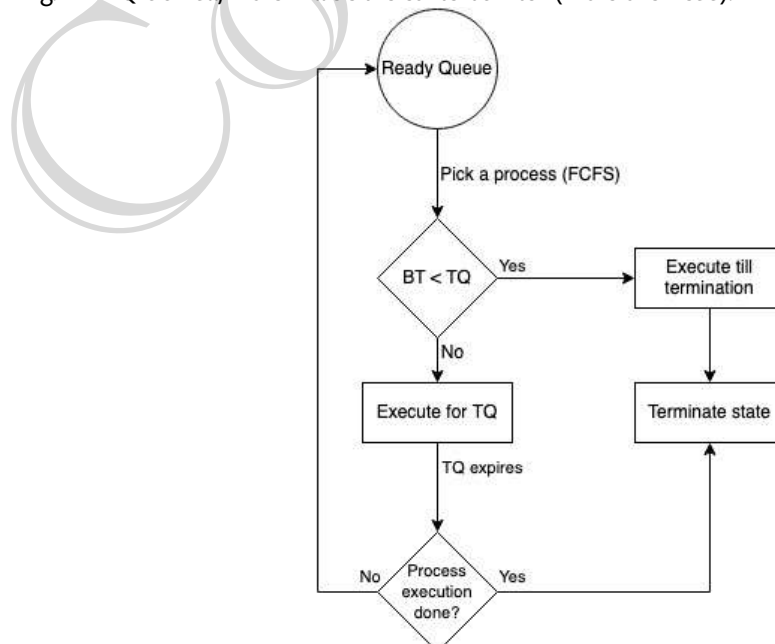 Ready Queue
Pick a process (FCFS)
BT < TQ
Yes
Execute till
termination
No
Execute for TQ
Terminate state
TQ expires
No
Process
execution
done?
Yes